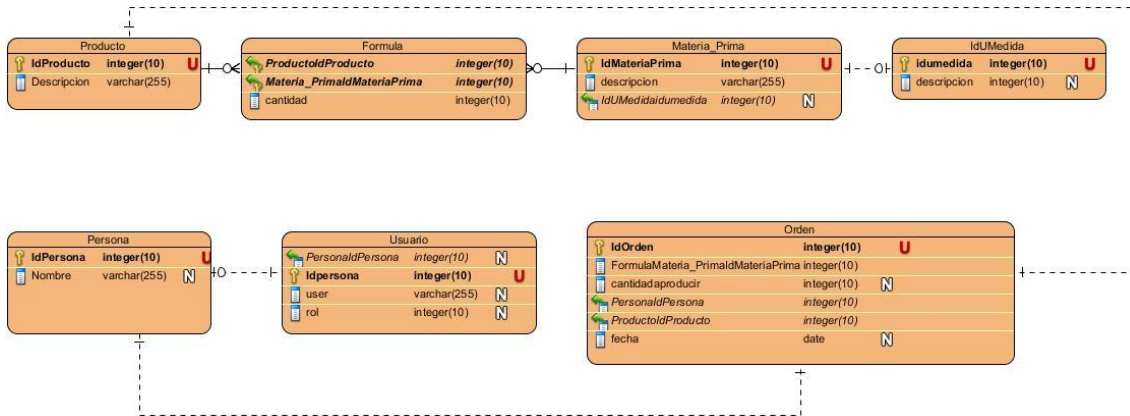 Producto
IdProducto integer(10) U
Descripcion varchar(255)
Formula
ProductoIdProducto integer(10)
Materia_PrimaIdMateriaPrima integer(10)
cantidad integer(10)
Materia_Prima
IdMateriaPrima integer(10) U
descripcion varchar(255)
IdUMedidaidumedida integer(10) N
IdUMedida
idumedida integer(10) U
descripcion integer(10) N
Persona
IdPersona integer(10) U
Nombre varchar(255) N
Usuario
PersonaIdPersona integer(10) N
Idpersona integer(10) U
user varchar(255) N
rol integer(10) N
Orden
IdOrden integer(10) U
FormulaMateria_PrimaIdMateriaPrima integer(10)
cantidadaproducir integer(10) N
PersonaIdPersona integer(10)
ProductoIdProducto integer(10)
fecha date N